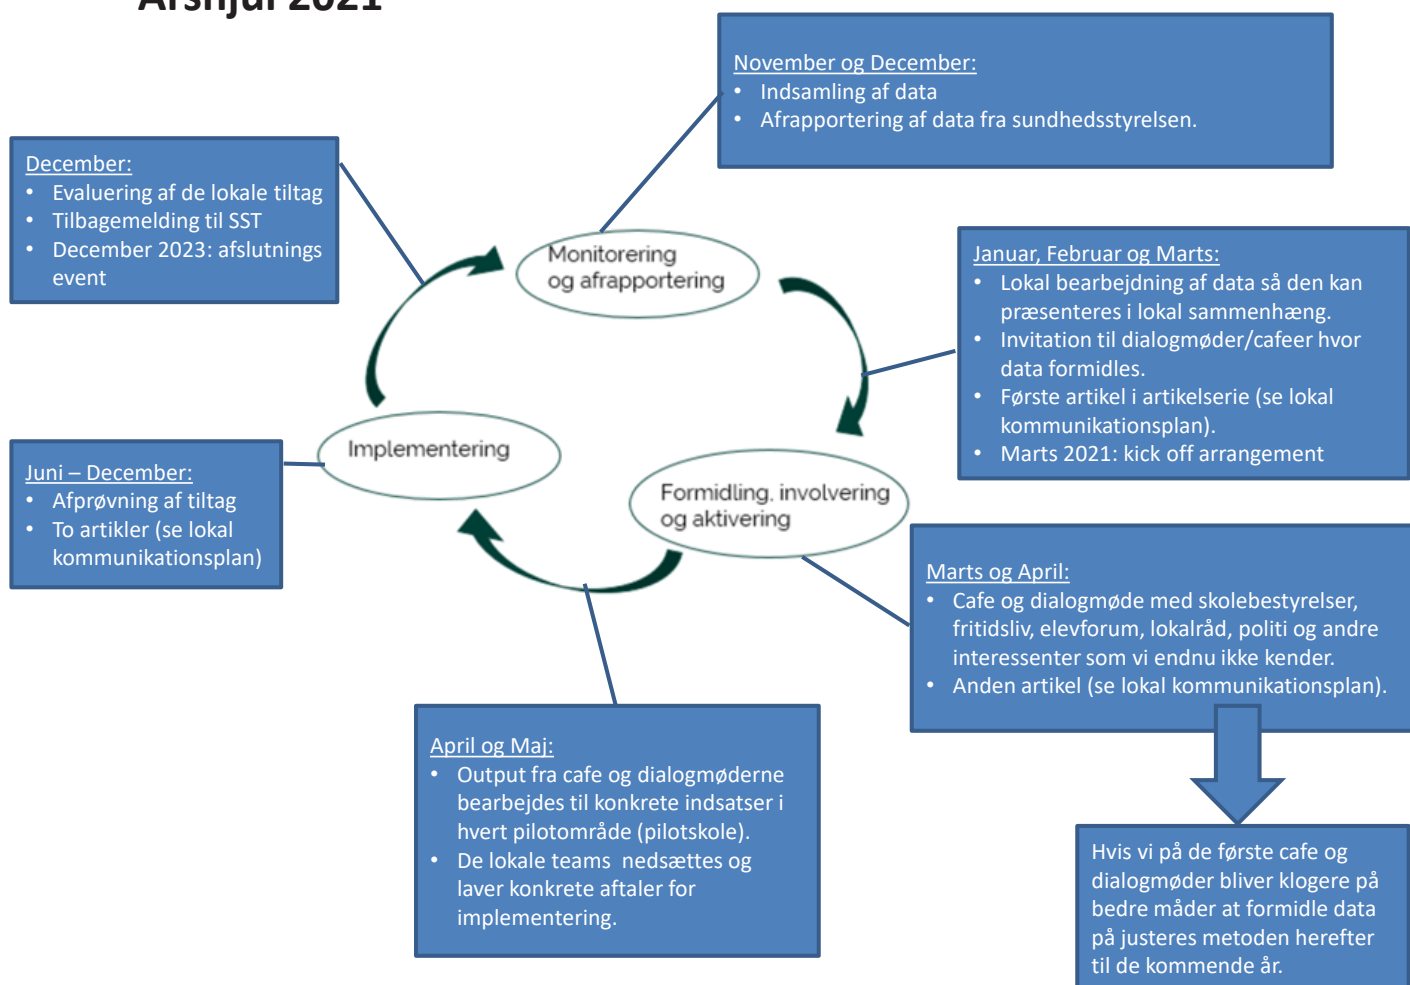 Årshjul 2021
November og December:
• Indsamling af data
• Afrapportering af data fra sundhedsstyrelsen.
December:
• Evaluering af de lokale tiltag
• Tilbagemelding til SST
• December 2023: afslutnings
event
Monitorering
og afrapportering
Januar, Februar og Marts:
• Lokal bearbejdning af data så den kan
præsenteres i lokal sammenhæng.
• Invitation til dialogmøder/cafeer hvor
data formidles.
• Første artikel i artikelserie (se lokal
kommunikationsplan).
• Marts 2021: kick off arrangement
Implementering
Juni – December:
• Afprøvning af tiltag
• To artikler (se lokal
kommunikationsplan)
Formidling, involvering
og aktivering
Marts og April:
• Cafe og dialogmøde med skolebestyrelser,
fritidsliv, elevforum, lokalråd, politi og andre
interessenter som vi endnu ikke kender.
• Anden artikel (se lokal kommunikationsplan).
April og Maj:
• Output fra cafe og dialogmøderne
bearbejdes til konkrete indsatser i
hvert pilotområde (pilotskole).
• De lokale teams  nedsættes og
laver konkrete aftaler for
implementering.
Hvis vi på de første cafe og
dialogmøder bliver klogere på
bedre måder at formidle data
på justeres metoden herefter
til de kommende år.